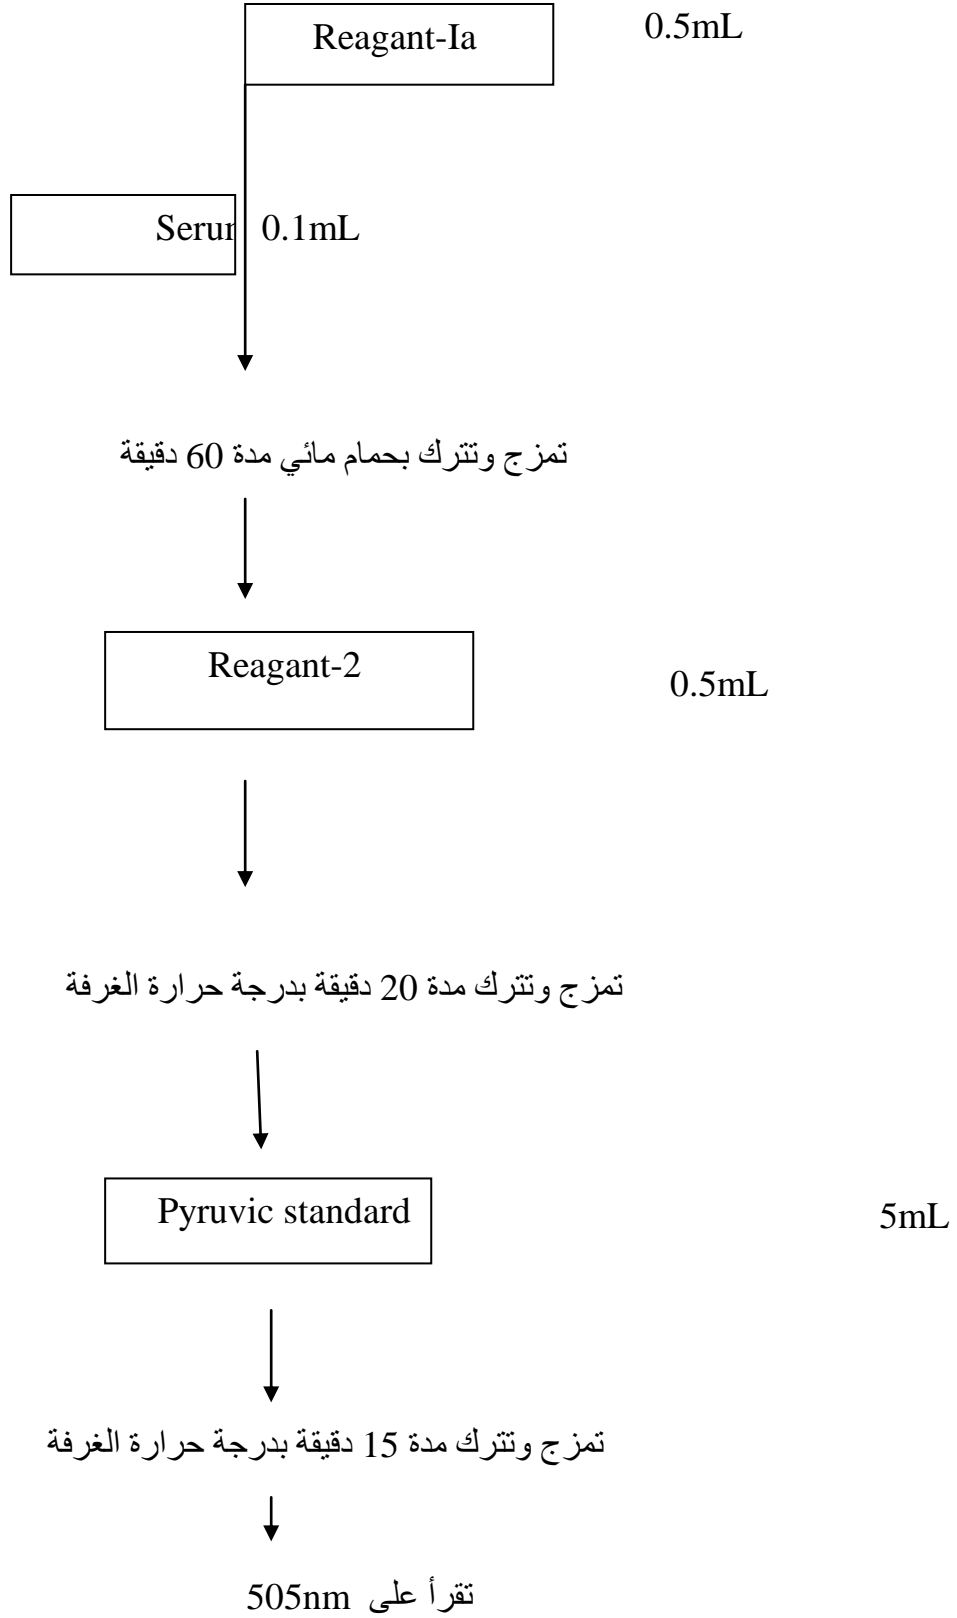 Reagant-Ia 0.5mL
Serur 0.1mL
تمزج وتترك بحمام مائي مدة 60 دقيقة
Reagant-2 0.5mL
تمزج وتترك مدة 20 دقيقة بدرجة حرارة الغرفة
Pyruvic standard 5mL
تمزج وتترك مدة 15 دقيقة بدرجة حرارة الغرفة
تقرأ على 505nm